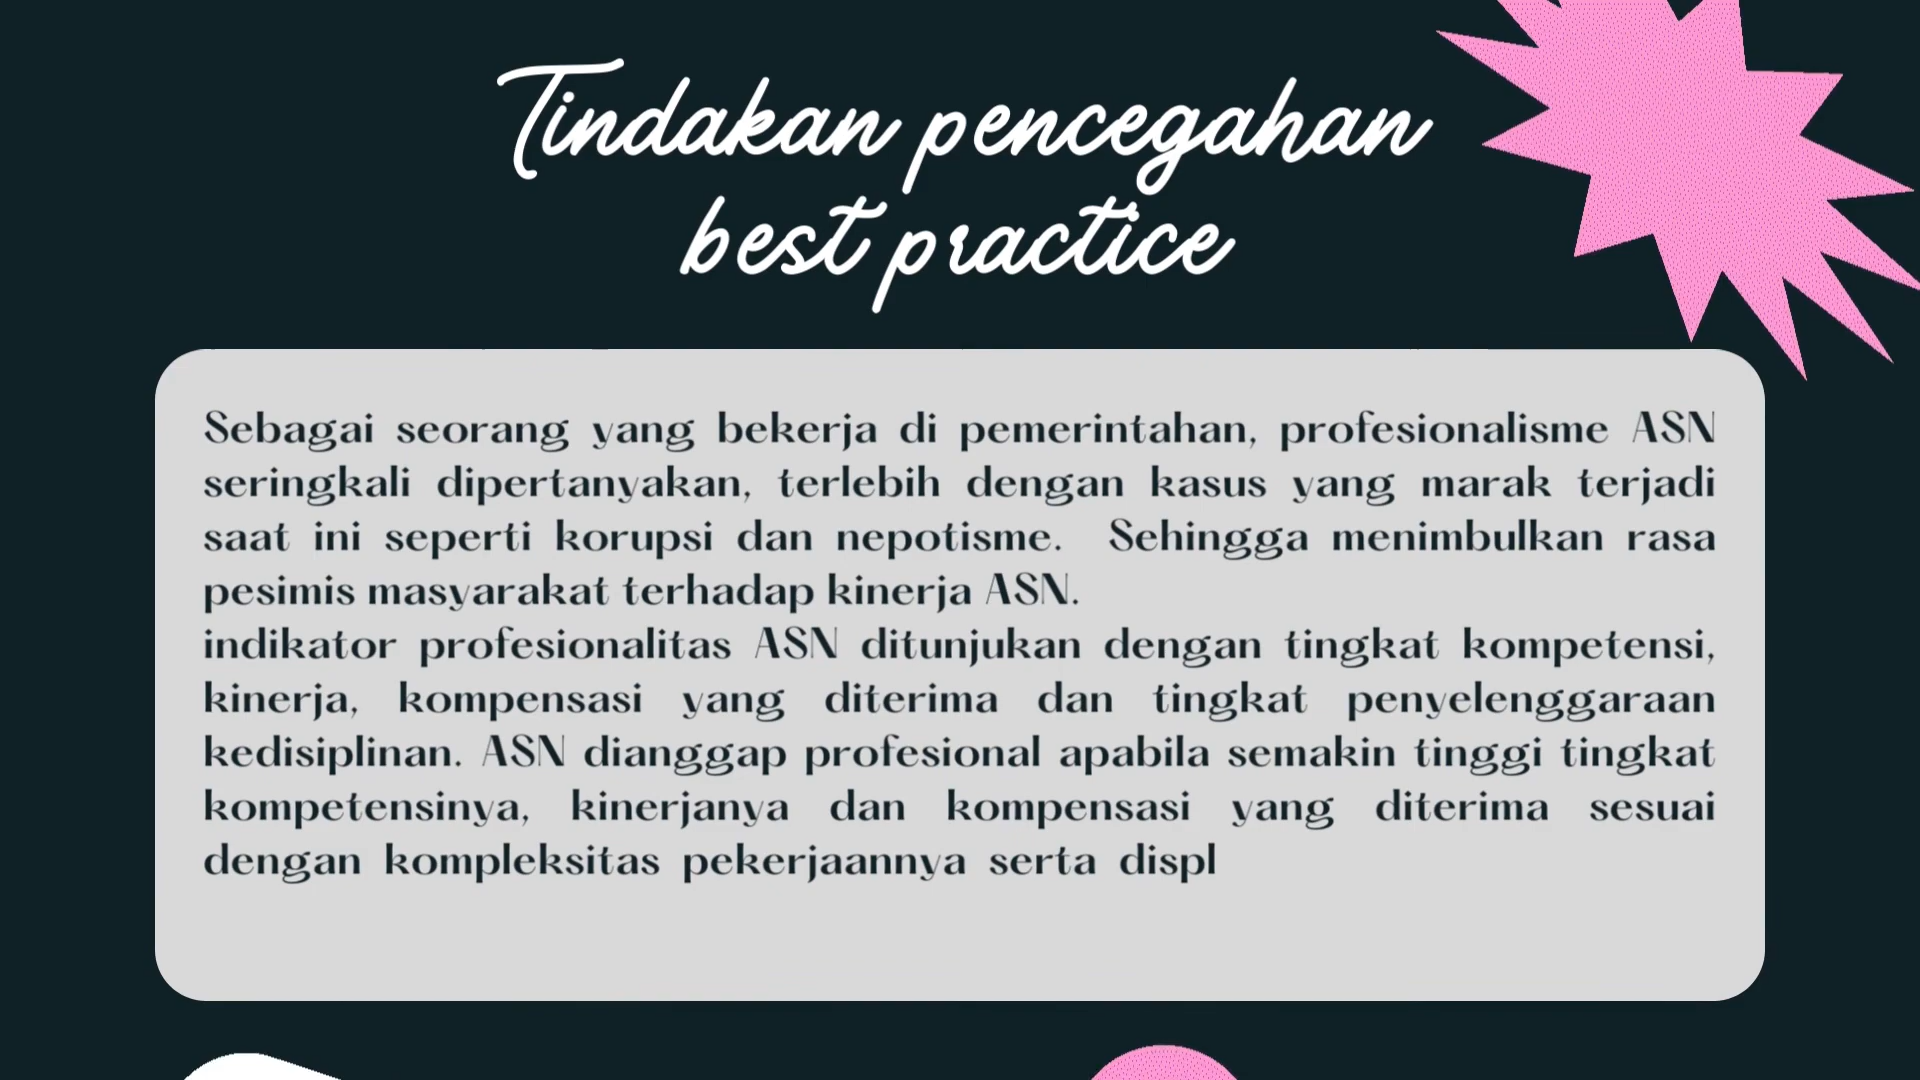 Tindakan pencegahan
best practice
Sebagai seorang yang bekerja di pemerintahan, profesionalisme ASN
seringkali dipertanyakan, terlebih dengan kasus yang marak terjadi
saat ini seperti korupsi dan nepotisme. Sehingga menimbulkan rasa
pesimis masyarakat terhadap kinerja ASN.
indikator profesionalitas ASN ditunjukan dengan tingkat kompetensi,
kinerja, kompensasi yang diterima dan tingkat penyelenggaraan
kedisiplinan. ASN dianggap profesional apabila semakin tinggi tingkat
kompetensinya, kinerjanya dan kompensasi yang diterima sesuai
dengan kompleksitas pekerjaannya serta displ